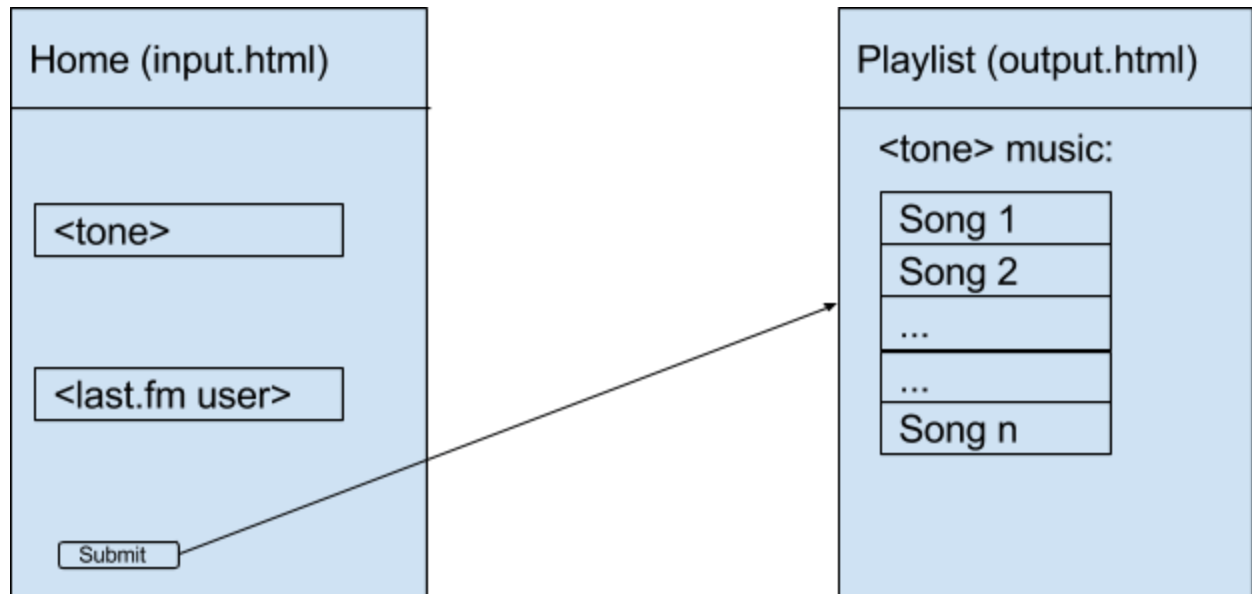 Home (input.html)
<tone>
<last.fm user>
Submit
Playlist (output.html)
<tone> music:
Song 1
Song 2
...
...
Song n